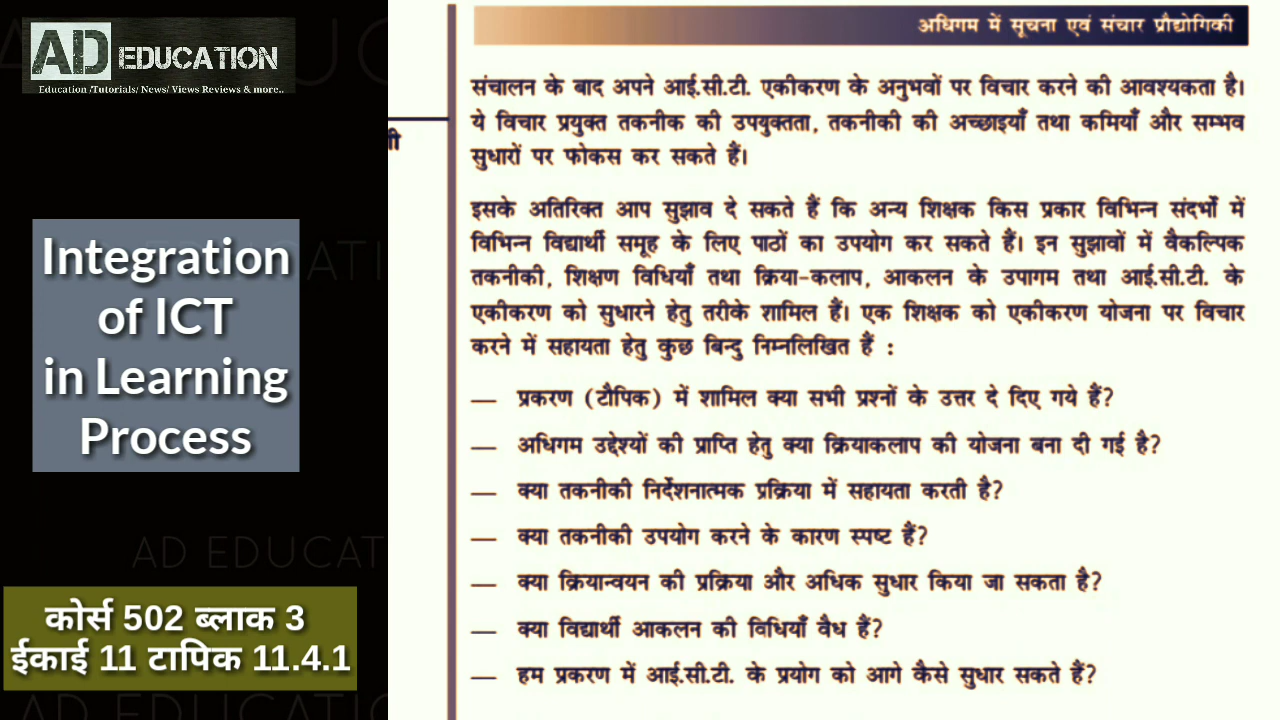 AD EDUCATION
Education /Tutorials/ News/ Views Reviews & more..
Integration
of ICT
in Learning
Process
AD EDUCAT
कोर्स 502 ब्लाक 3
ईकाई 11 टापिक 11.4.1
अधिगम में सूचना एवं संचार प्रौद्योगिकी
संचालन के बाद अपने आई.सी.टी. एकीकरण के अनुभवों पर विचार करने की आवश्यकता है।
ये विचार प्रयुक्त तकनीक की उपयुक्तता, तकनीकी की अच्छाइयाँ तथा कमियाँ और सम्भव
सुधारों पर फोकस कर सकते हैं।
इसके अतिरिक्त आप सुझाव दे सकते हैं कि अन्य शिक्षक किस प्रकार विभिन्न संदर्भों में
विभिन्न विद्यार्थी समूह के लिए पाठों का उपयोग कर सकते हैं। इन सुझावों में वैकल्पिक
तकनीकी, शिक्षण विधियाँ तथा क्रिया-कलाप, आकलन के उपागम तथा आई.सी.टी. के
एकीकरण को सुधारने हेतु तरीके शामिल हैं। एक शिक्षक को एकीकरण योजना पर विचार
करने में सहायता हेतु कुछ बिन्दु निम्नलिखित हैं :
— प्रकरण (टौपिक) में शामिल क्या सभी प्रश्नों के उत्तर दे दिए गये हैं?
— अधिगम उद्देश्यों की प्राप्ति हेतु क्या क्रियाकलाप की योजना बना दी गई है?
— क्या तकनीकी निर्देशनात्मक प्रक्रिया में सहायता करती है?
— क्या तकनीकी उपयोग करने के कारण स्पष्ट हैं?
— क्या क्रियान्वयन की प्रक्रिया और अधिक सुधार किया जा सकता है?
— क्या विद्यार्थी आकलन की विधियाँ वैध हैं?
— हम प्रकरण में आई.सी.टी. के प्रयोग को आगे कैसे सुधार सकते हैं?